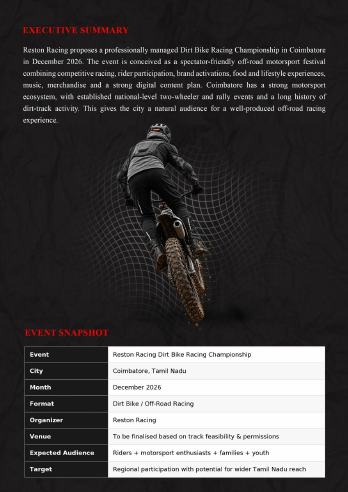 EXECUTIVE SUMMARY
Reston Racing proposes a professionally managed Dirt Bike Racing Championship in Coimbatore
in December 2026. The event is conceived as a spectator-friendly off-road motorsport festival
combining competitive racing, rider participation, brand activations, food and lifestyle experiences,
music, merchandise and a strong digital content plan. Coimbatore has a strong motorsport
ecosystem, with established national-level two-wheeler and rally events and a long history of
dirt-track activity. This gives the city a natural audience for a well-produced off-road racing
experience.
EVENT SNAPSHOT
Event Reston Racing Dirt Bike Racing Championship
City Coimbatore, Tamil Nadu
Month December 2026
Format Dirt Bike / Off-Road Racing
Organizer Reston Racing
Venue To be finalised based on track feasibility & permissions
Expected Audience Riders + motorsport enthusiasts + families + youth
Target Regional participation with potential for wider Tamil Nadu reach